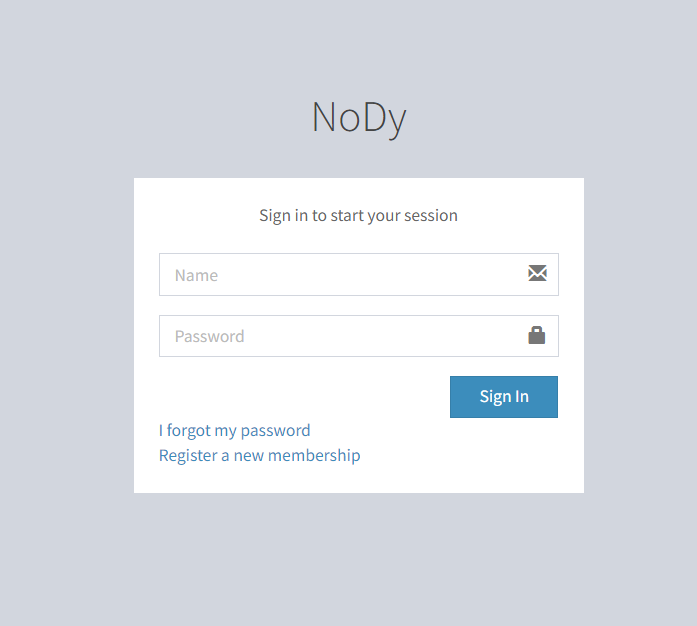 NoDy
Sign in to start your session
Name
Password
Sign In
I forgot my password
Register a new membership